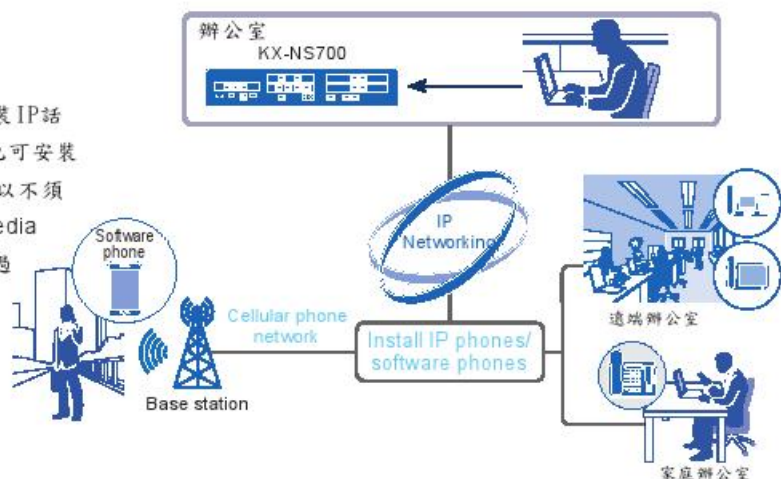 辦公室
KX-NS700
裝 IP話
也可安裝
以不須
edia
過
IP
Networking
Software
phone
Cellular phone
network
Install IP phones/
software phones
Base station
遠端辦公室
家庭辦公室